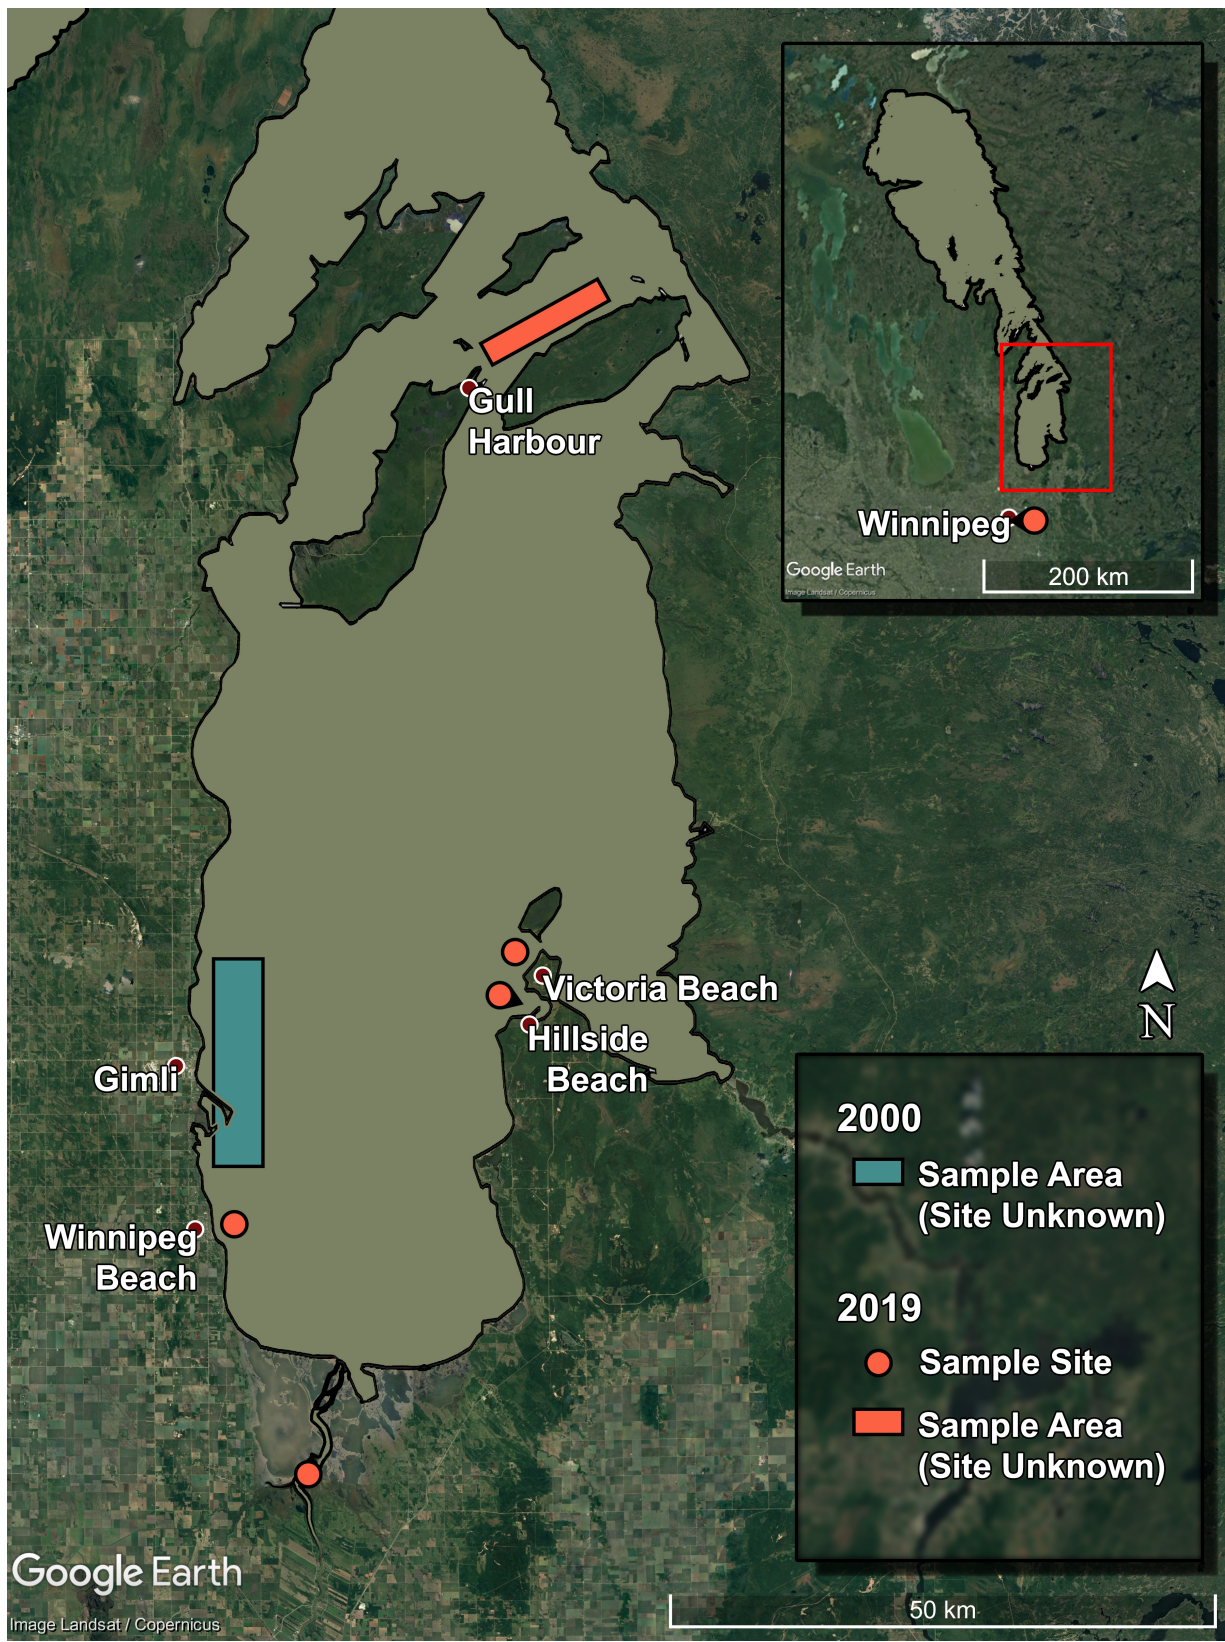 Gull
Harbour
Winnipeg
Google Earth
Image Landsat / Copernicus
200 km
Victoria Beach
Hillside
Beach
Gimli
Winnipeg
Beach
N
2000
Sample Area
(Site Unknown)
2019
Sample Site
Sample Area
(Site Unknown)
Google Earth
Image Landsat / Copernicus
50 km